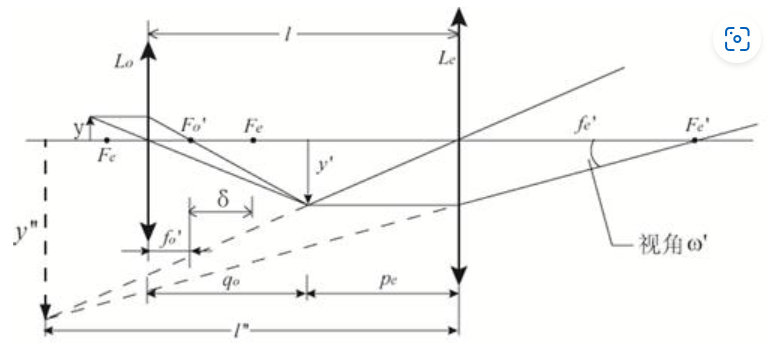 l
Lo
Le
y
Fo'
Fe
fe'
Fe'
Fe
y'
δ
y"
fo'
视角ω'
qo
pe
l"